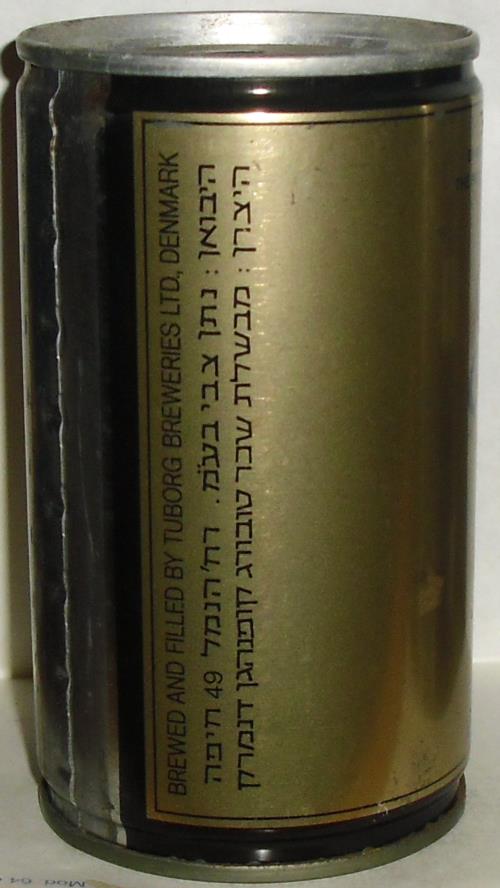 BREWED AND FILLED BY TUBORG BREWERIES LTD., DENMARK
היבואן : נתן צבי בע"מ. רח' הנמל 49 חיפה
היצרן : מבשלת שכר טובורג קופנהגן דנמרק